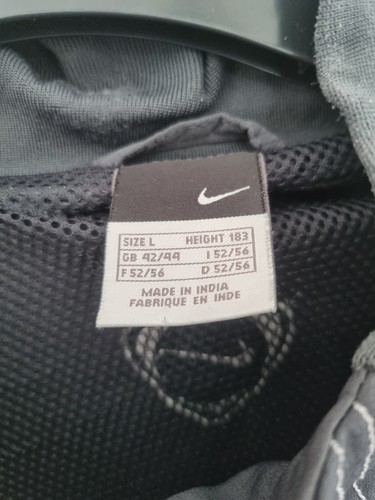 SIZE L HEIGHT 183
GB 42/44 I 52/56
F 52/56 D 52/56
MADE IN INDIA
FABRIQUE EN INDE